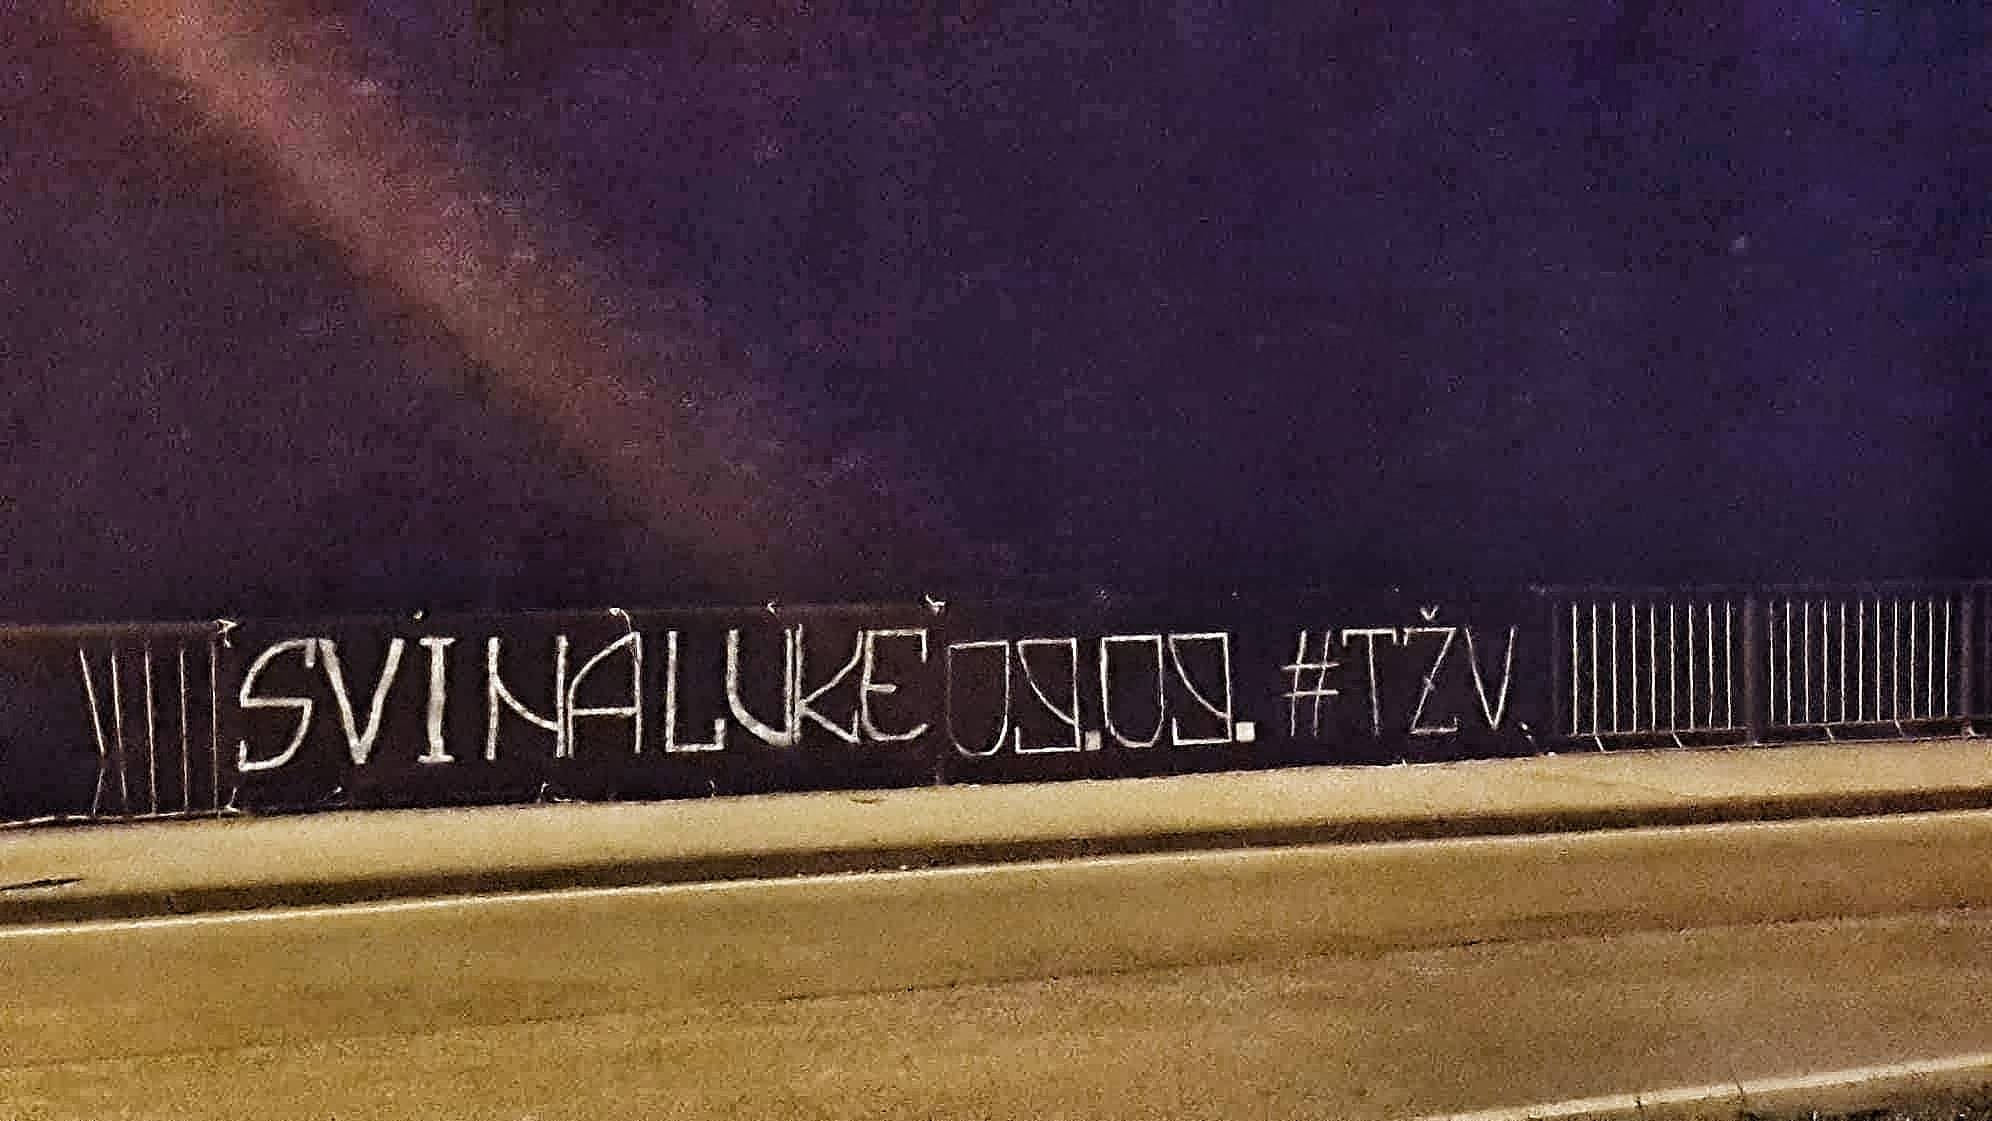 SVI NA LUKE 09.09. #TŽV.